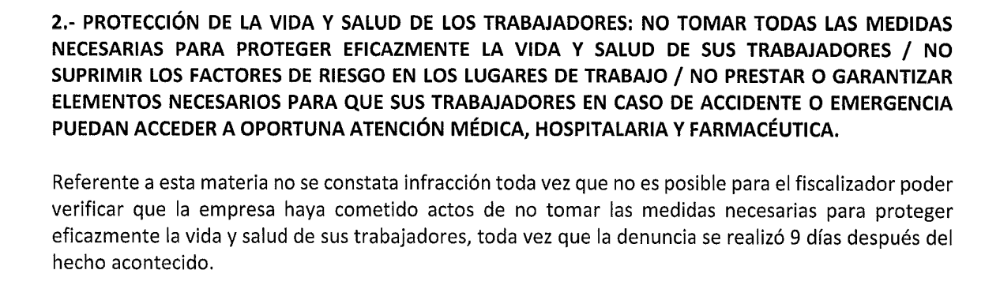 2.- PROTECCIÓN DE LA VIDA Y SALUD DE LOS TRABAJADORES: NO TOMAR TODAS LAS MEDIDAS
NECESARIAS PARA PROTEGER EFICAZMENTE LA VIDA Y SALUD DE SUS TRABAJADORES / NO
SUPRIMIR LOS FACTORES DE RIESGO EN LOS LUGARES DE TRABAJO / NO PRESTAR O GARANTIZAR
ELEMENTOS NECESARIOS PARA QUE SUS TRABAJADORES EN CASO DE ACCIDENTE O EMERGENCIA
PUEDAN ACCEDER A OPORTUNA ATENCIÓN MÉDICA, HOSPITALARIA Y FARMACÉUTICA.
Referente a esta materia no se constata infracción toda vez que no es posible para el fiscalizador poder
verificar que la empresa haya cometido actos de no tomar las medidas necesarias para proteger
eficazmente la vida y salud de sus trabajadores, toda vez que la denuncia se realizó 9 días después del
hecho acontecido.